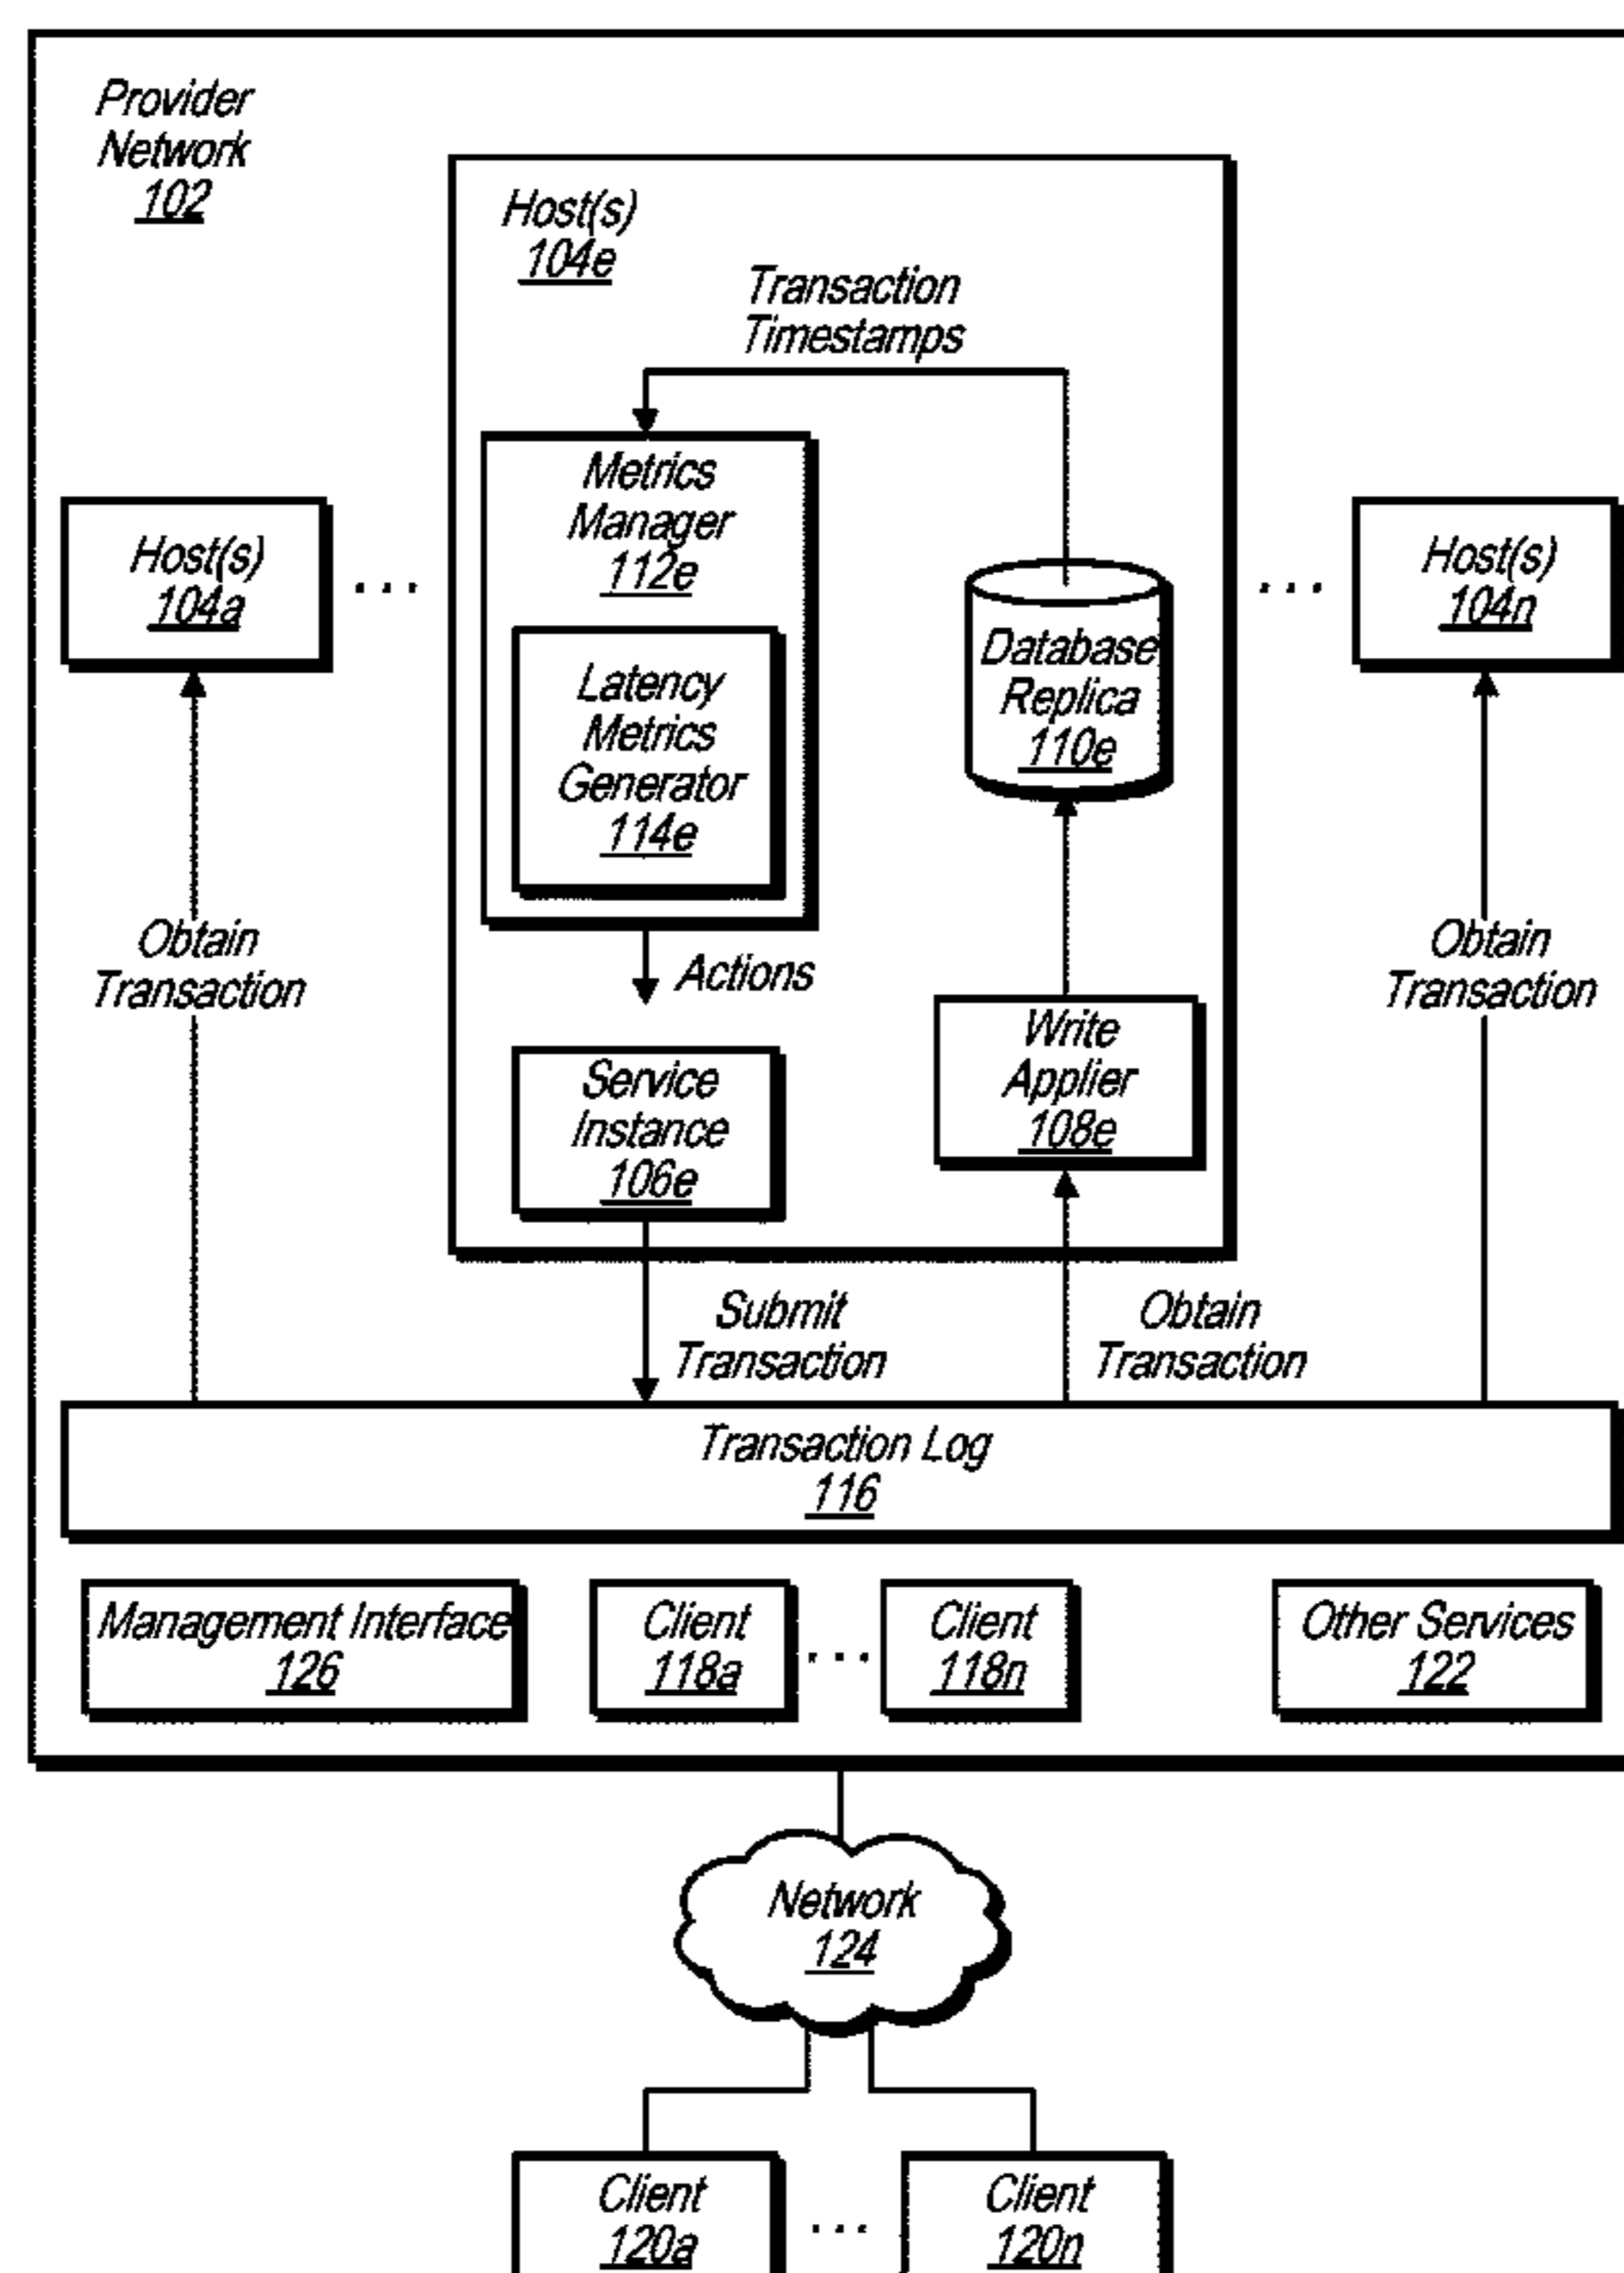 Provider
Network
102
Host(s)
104e
Transaction
Timestamps
Metrics
Manager
112e
Host(s)
104a
...
...
Host(s)
104n
Latency
Metrics
Generator
114e
Database
Replica
110e
Obtain
Transaction
Actions
Obtain
Transaction
Write
Applier
108e
Service
Instance
106e
Submit
Transaction
Obtain
Transaction
Transaction Log
116
Management Interface
126
Client
118a
...
Client
118n
Other Services
122
Network
124
Client
120a
...
Client
120n